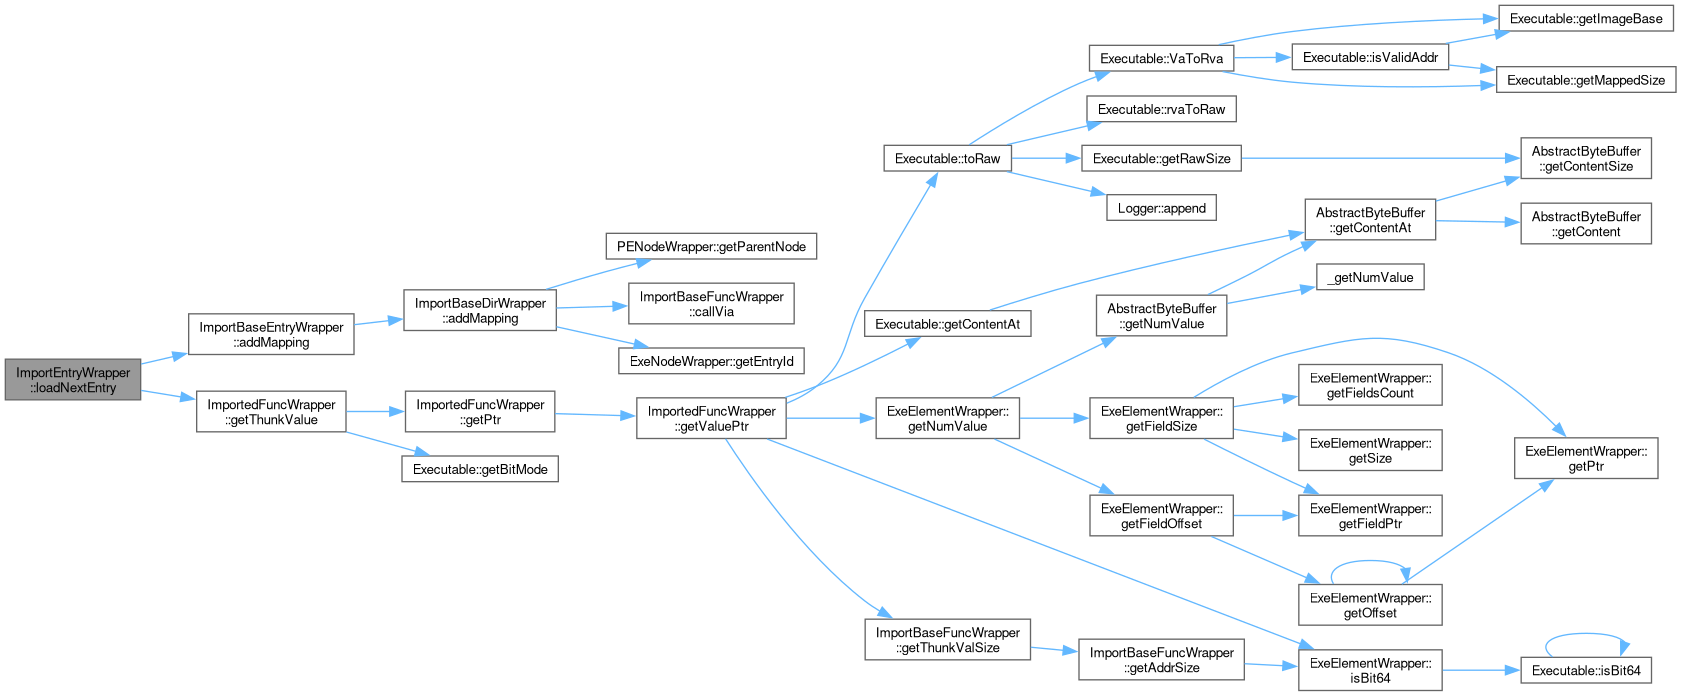 ImportEntryWrapper
::loadNextEntry
ImportBaseEntryWrapper
::addMapping
ImportedFuncWrapper
::getThunkValue
ImportBaseDirWrapper
::addMapping
ImportedFuncWrapper
::getPtr
Executable::getBitMode
PENodeWrapper::getParentNode
ImportBaseFuncWrapper
::callVia
ExeNodeWrapper::getEntryId
ImportedFuncWrapper
::getValuePtr
Executable::toRaw
Executable::getContentAt
ExeElementWrapper::
getNumValue
ImportBaseFuncWrapper
::getThunkValSize
Executable::VaToRva
Executable::rvaToRaw
Executable::getRawSize
Logger::append
AbstractByteBuffer
::getNumValue
ExeElementWrapper::
getFieldSize
ExeElementWrapper::
getFieldOffset
ImportBaseFuncWrapper
::getAddrSize
Executable::isValidAddr
AbstractByteBuffer
::getContentAt
_getNumValue
ExeElementWrapper::
getFieldsCount
ExeElementWrapper::
getSize
ExeElementWrapper::
getFieldPtr
ExeElementWrapper::
getOffset
ExeElementWrapper::
isBit64
Executable::getImageBase
Executable::getMappedSize
AbstractByteBuffer
::getContentSize
AbstractByteBuffer
::getContent
ExeElementWrapper::
getPtr
Executable::isBit64